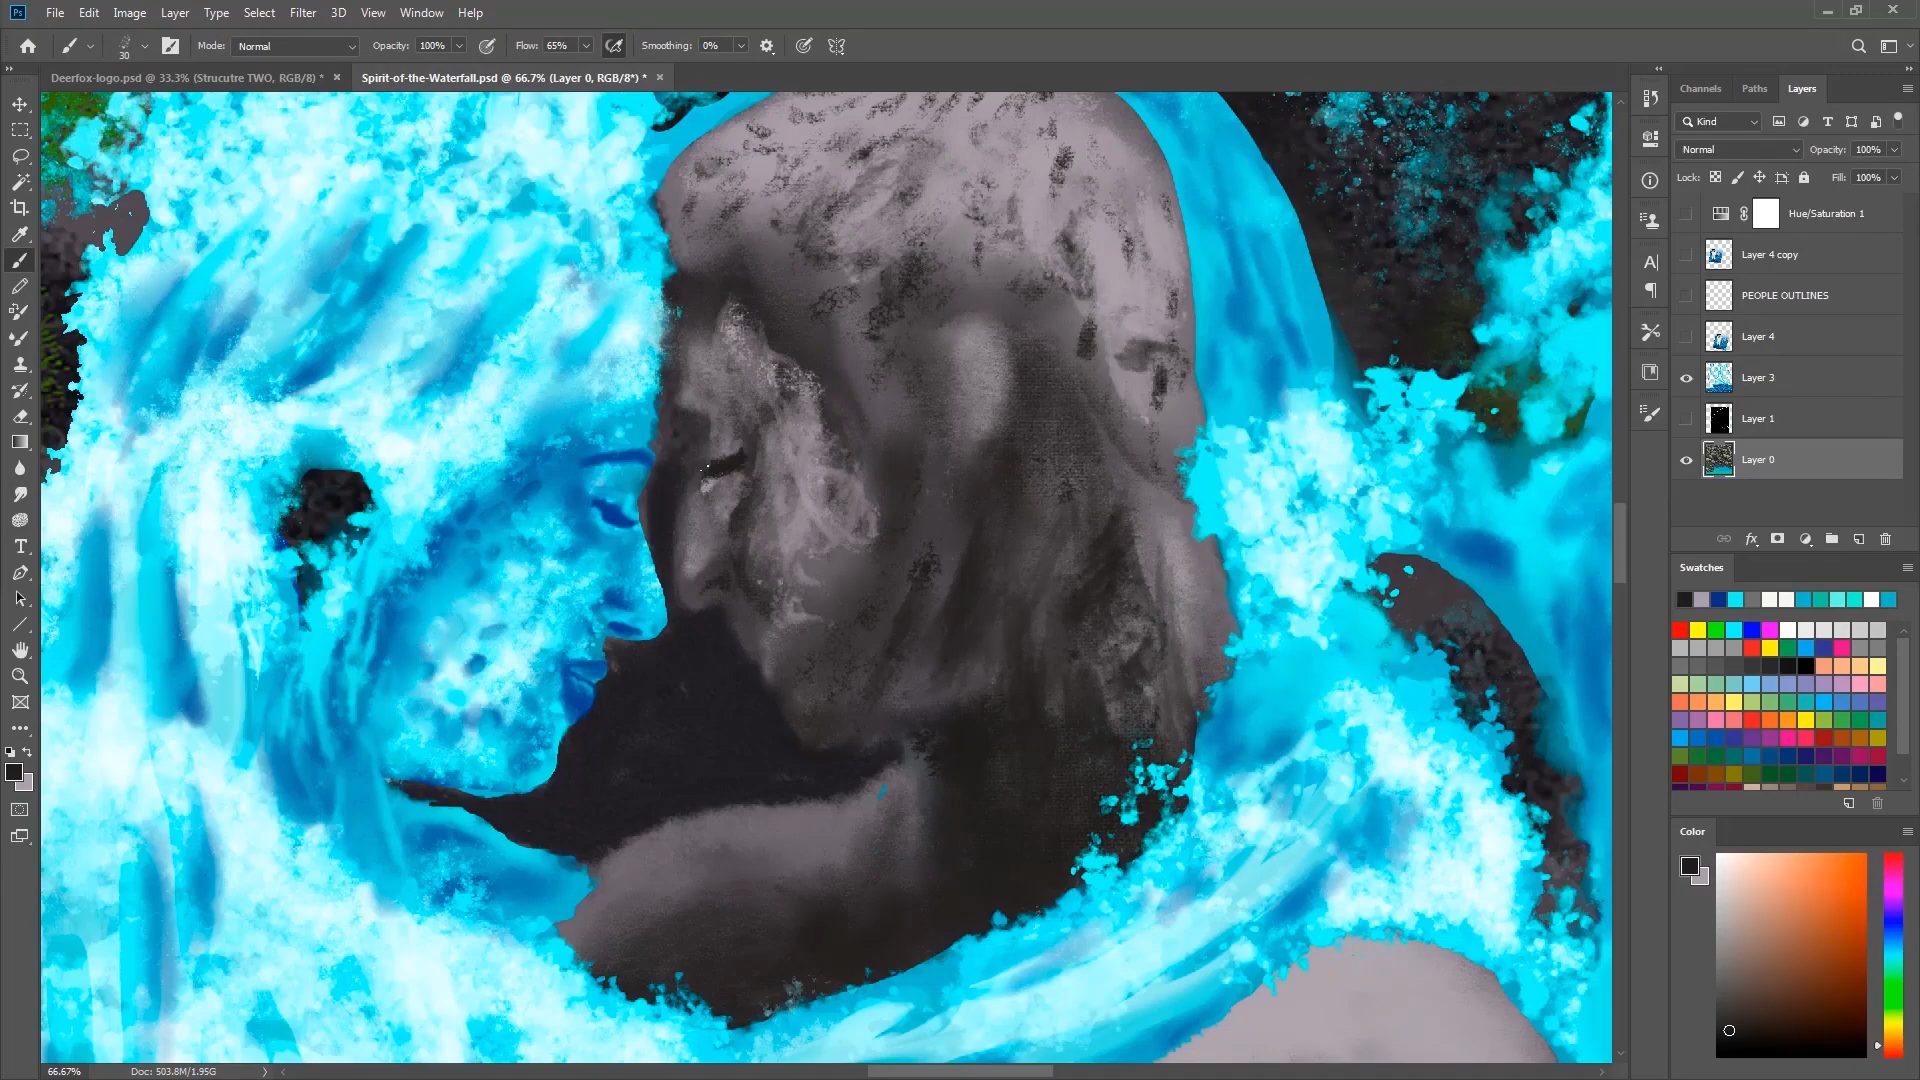 Ps File Edit Image Layer Type Select Filter 3D View Window Help
30 Mode: Normal Opacity: 100% Flow: 65% Smoothing: 0%
Deerfox-logo.psd @ 33.3% (Strucutre TWO, RGB/8) * × Spirit-of-the-Waterfall.psd @ 66.7% (Layer 0, RGB/8*) * ×
Channels Paths Layers
Kind
Normal Opacity: 100%
Lock: Fill: 100%
Hue/Saturation 1
Layer 4 copy
PEOPLE OUTLINES
Layer 4
Layer 3
Layer 1
Layer 0
fx
Swatches
Color
66.67% Doc: 503.8M/1.95G